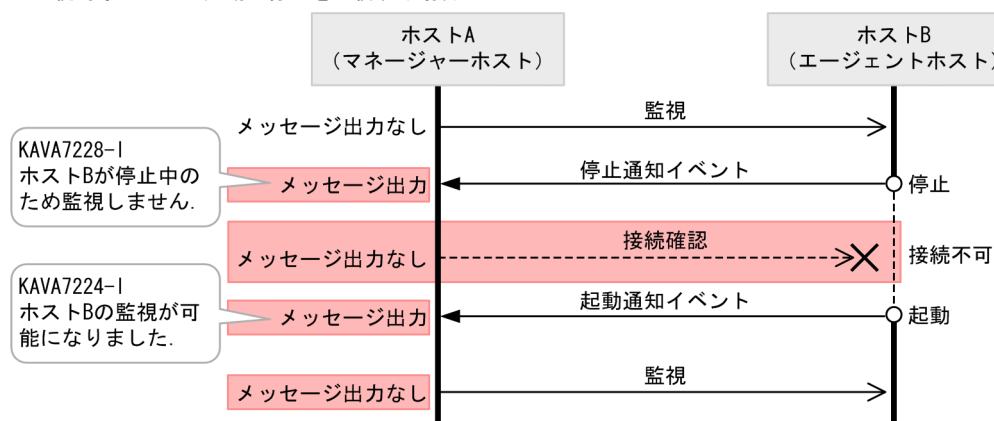 ホストA
(マネージャーホスト)
ホストB
(エージェントホスト)
メッセージ出力なし
監視
KAVA7228-I
ホストBが停止中の
ため監視しません.
メッセージ出力
停止通知イベント
停止
メッセージ出力なし
接続確認
接続不可
KAVA7224-I
ホストBの監視が可
能になりました.
メッセージ出力
起動通知イベント
起動
メッセージ出力なし
監視